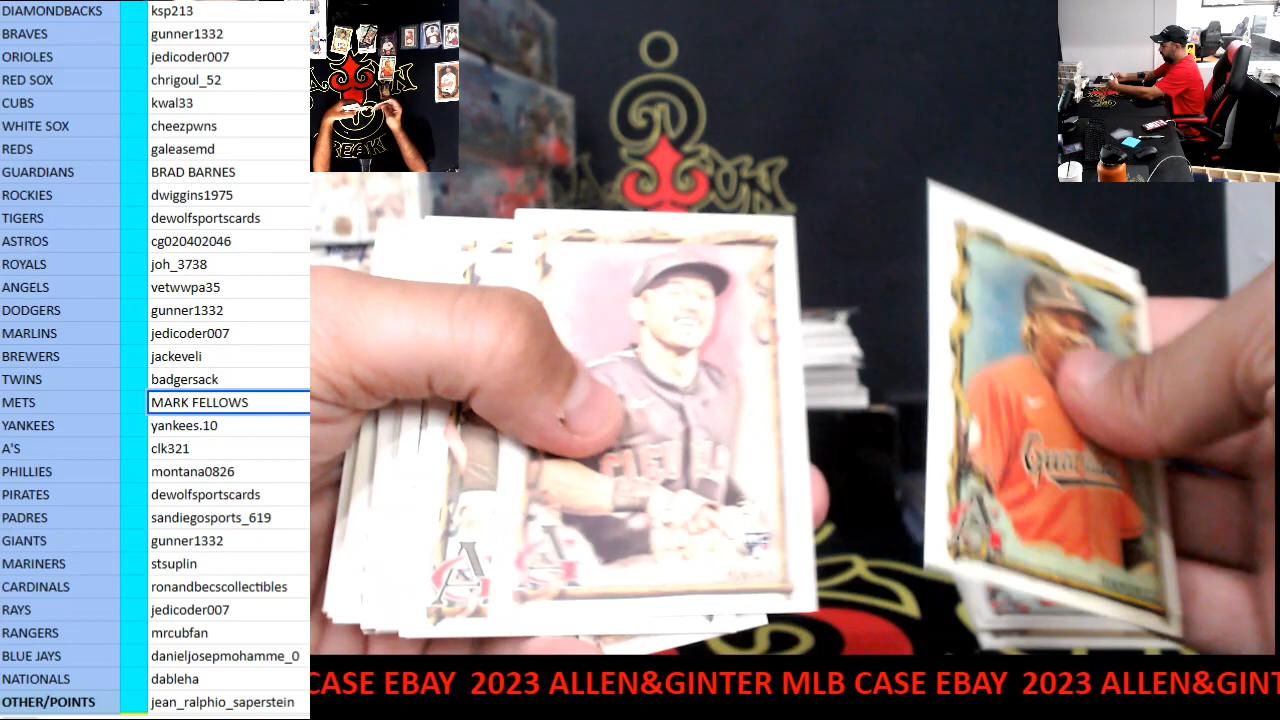 DIAMONDBACKS ksp213
BRAVES gunner1332
ORIOLES jedicoder007
RED SOX chrigoul_52
CUBS kwal33
WHITE SOX cheezpwns
REDS galeasemd
GUARDIANS BRAD BARNES
ROCKIES dwiggins1975
TIGERS dewolfsportscards
ASTROS cg020402046
ROYALS joh_3738
ANGELS vetwwpa35
DODGERS gunner1332
MARLINS jedicoder007
BREWERS jackeveli
TWINS badgersack
METS MARK FELLOWS
YANKEES yankees.10
A'S clk321
PHILLIES montana0826
PIRATES dewolfsportscards
PADRES sandiegosports_619
GIANTS gunner1332
MARINERS stsuplin
CARDINALS ronandbecscollectibles
RAYS jedicoder007
RANGERS mrcubfan
BLUE JAYS danieljosepmohamme_0
NATIONALS dableha
OTHER/POINTS jean_ralphio_saperstein
CASE EBAY 2023 ALLEN&GINTER MLB CASE EBAY 2023 ALLEN&GINT